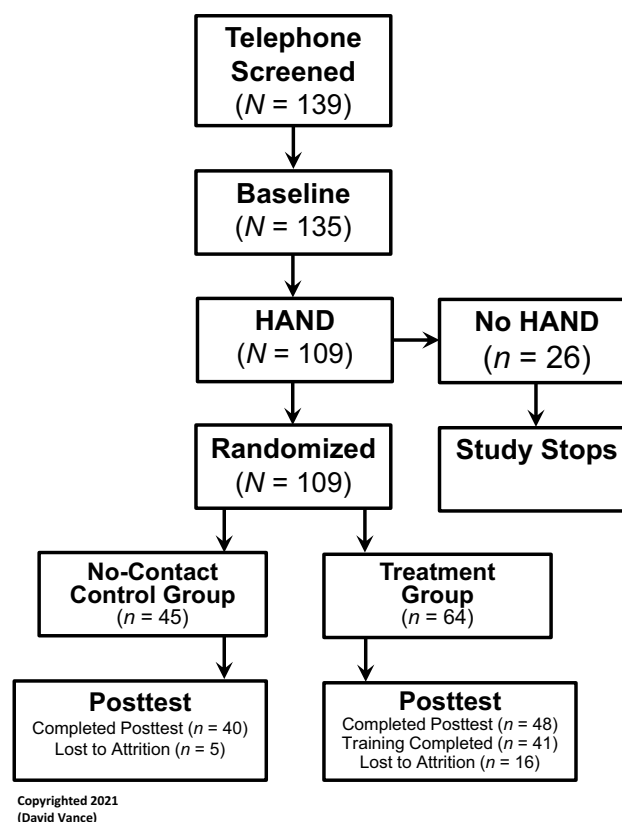 Telephone
Screened
(N = 139)
Baseline
(N = 135)
HAND
(N = 109)
No HAND
(n = 26)
Randomized
(N = 109)
Study Stops
No-Contact
Control Group
(n = 45)
Treatment
Group
(n = 64)
Posttest
Completed Posttest (n = 40)
Lost to Attrition (n = 5)
Posttest
Completed Posttest (n = 48)
Training Completed (n = 41)
Lost to Attrition (n = 16)
Copyrighted 2021
(David Vance)